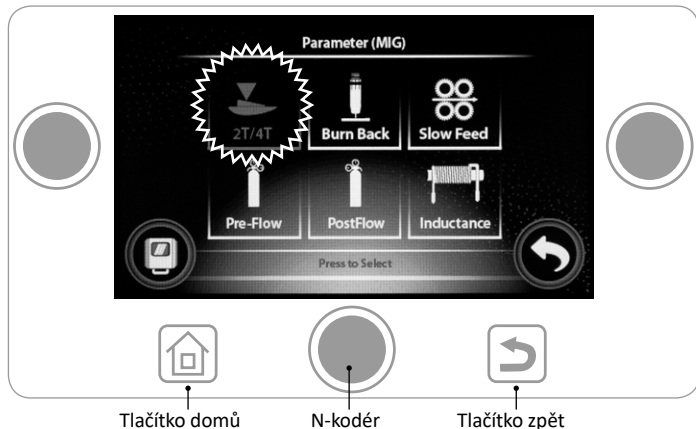 Parameter (MIG)
2T/4T
Burn Back
Slow Feed
Pre-Flow
PostFlow
Inductance
Press to Select
Tlačítko domů
N-kodér
Tlačítko zpět